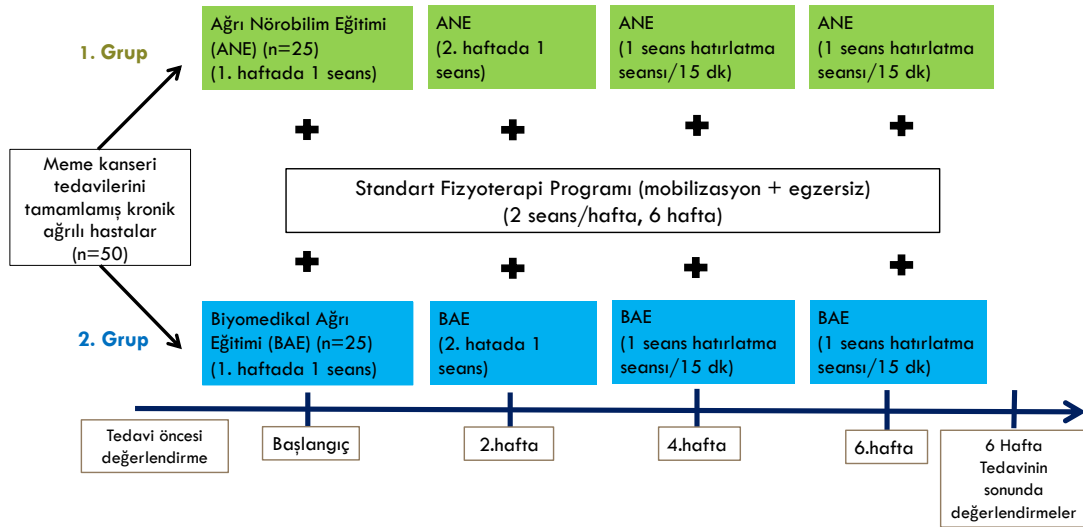 1. Grup
Ağrı Nörobilim Eğitimi
(ANE) (n=25)
(1. haftada 1 seans)
ANE
(2. haftada 1
seans)
ANE
(1 seans hatırlatma
seansı/15 dk)
ANE
(1 seans hatırlatma
seansı/15 dk)
Meme kanseri
tedavilerini
tamamlamış kronik
ağrılı hastalar
(n=50)
Standart Fizyoterapi Programı (mobilizasyon + egzersiz)
(2 seans/hafta, 6 hafta)
2. Grup
Biyomedikal Ağrı
Eğitimi (BAE) (n=25)
(1. haftada 1 seans)
BAE
(2. hatada 1
seans)
BAE
(1 seans hatırlatma
seansı/15 dk)
BAE
(1 seans hatırlatma
seansı/15 dk)
Tedavi öncesi
değerlendirme
Başlangıç
2.hafta
4.hafta
6.hafta
6 Hafta
Tedavinin
sonunda
değerlendirmeler